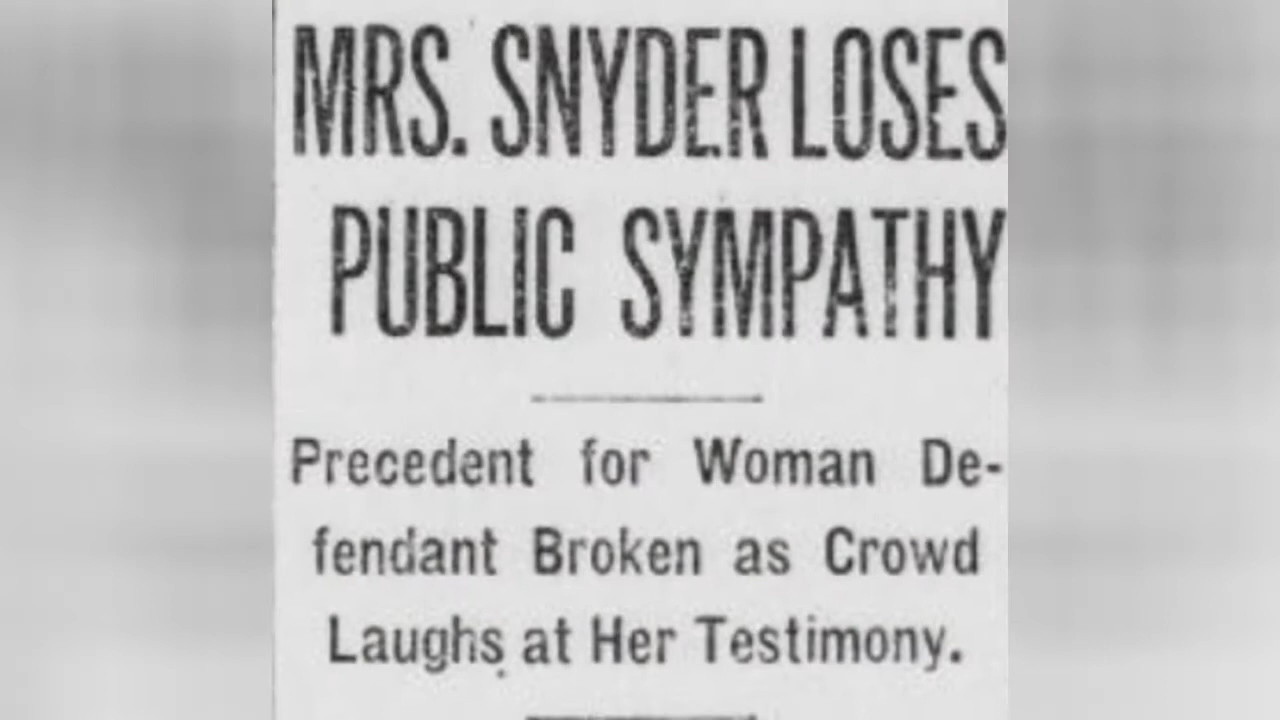 MRS. SNYDER LOSES
PUBLIC SYMPATHY
Precedent for Woman De-
fendant Broken as Crowd
Laughs at Her Testimony.